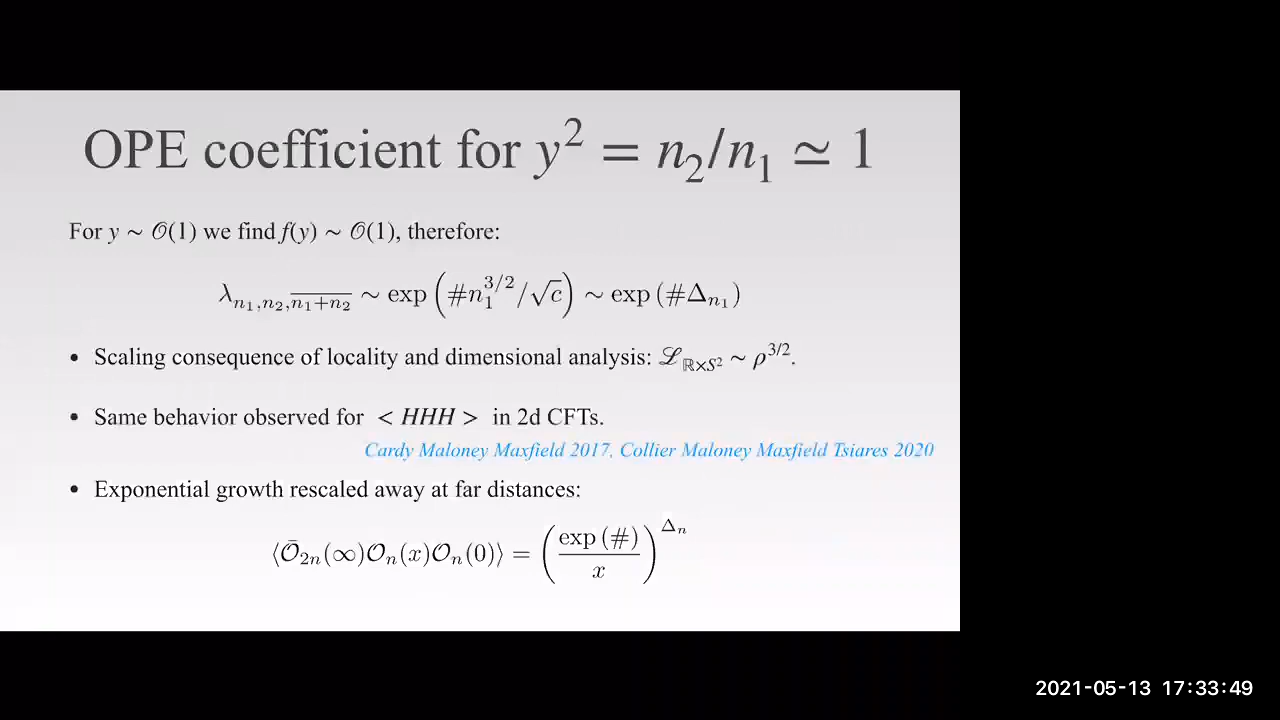 OPE coefficient for y² = n₂/n₁ ≃ 1
For y ∼ 𝒪(1) we find f(y) ∼ 𝒪(1), therefore:
λ_{n₁,n₂,\overline{n₁+n₂}} ∼ exp (#n₁^{3/2}/√c) ∼ exp (#Δ_{n₁})
• Scaling consequence of locality and dimensional analysis: ℒ_{ℝ×S²} ∼ ρ^{3/2}.
• Same behavior observed for < HHH > in 2d CFTs.
Cardy Maloney Maxfield 2017, Collier Maloney Maxfield Tsiares 2020
• Exponential growth rescaled away at far distances:
⟨\bar{𝒪}_{2n}(∞)𝒪_n(x)𝒪_n(0)⟩ = (exp (#) / x)^{Δ_n}
2021-05-13 17:33:49